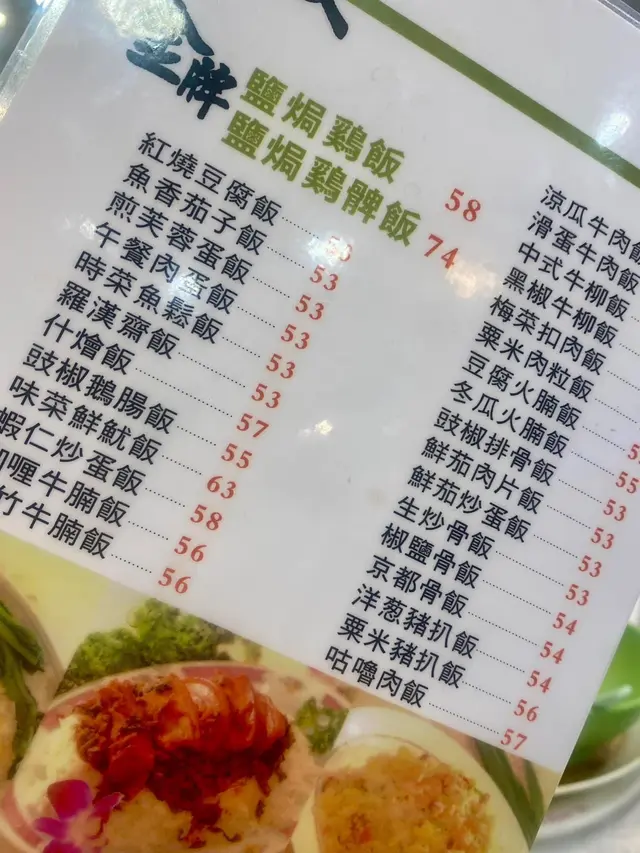 金牌
鹽焗雞飯 58
鹽焗雞髀飯 74
紅燒豆腐飯
魚香茄子飯 53
煎芙蓉蛋飯 53
午餐肉蛋飯 53
時菜魚鬆飯 53
羅漢齋飯 53
什燴飯 57
豉椒鵝腸飯 55
味菜鮮魷飯 63
蝦仁炒蛋飯 58
喱牛腩飯 56
竹牛腩飯 56
涼瓜牛肉飯
滑蛋牛肉飯
中式牛柳飯
黑椒牛柳飯
梅菜扣肉飯
粟米肉粒飯
豆腐火腩飯
冬瓜火腩飯 55
豉椒排骨飯 53
鮮茄肉片飯 53
鮮茄炒蛋飯 53
生炒骨飯 53
椒鹽骨飯 54
京都骨飯 54
洋葱豬扒飯 54
粟米豬扒飯 56
咕嚕肉飯 57